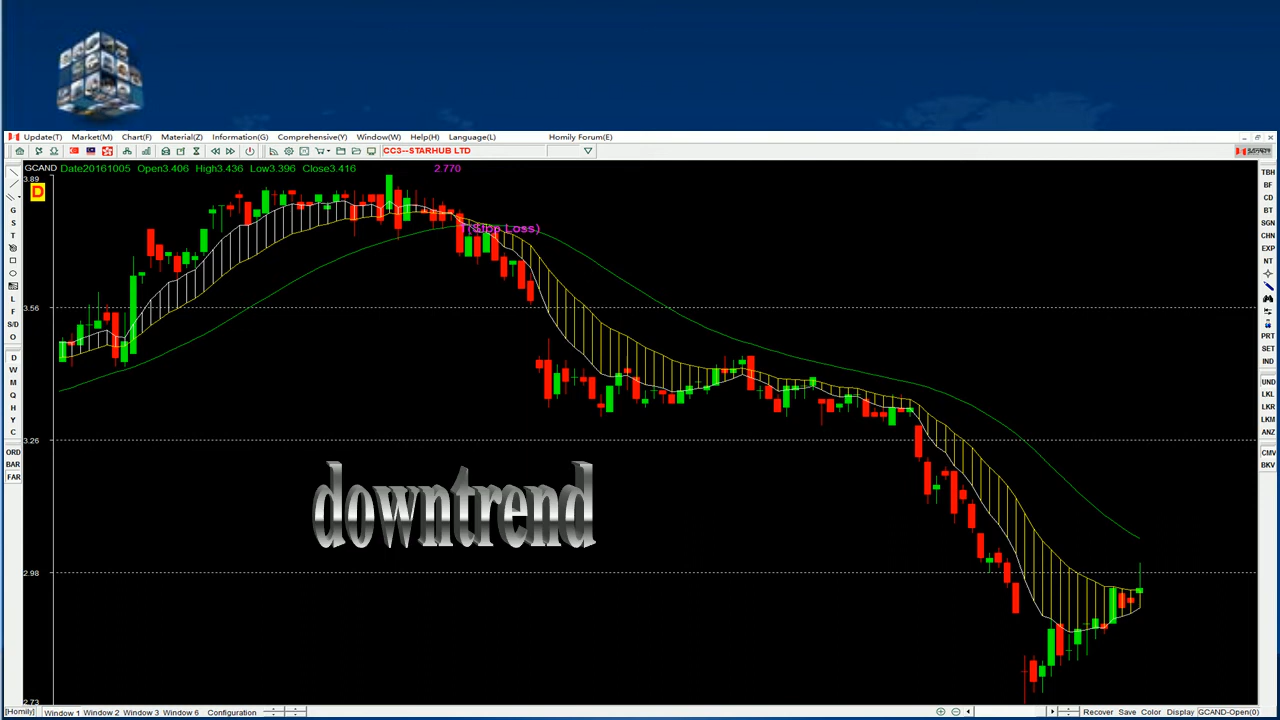 Update(T) Market(M) Chart(F) Material(Z) Information(G) Comprehensive(Y) Window(W) Help(H) Language(L) Homily Forum(E)
CC3--STARHUB LTD
GCAND Date20161005 Open3.406 High3.436 Low3.396 Close3.416 2.770
3.89
D
(Stop Loss)
3.56
3.26
2.98
2.73
downtrend
G
S
T
L
F
S/D
O
D
W
M
Q
H
Y
C
ORD
BAR
FAR
TBH
BF
CD
BT
SGN
CHN
EXP
NT
PRT
SET
IND
UND
LKL
LKR
LKM
ANZ
CMV
BKV
[Homily] Window 1 Window 2 Window 3 Window 6 Configuration Recover Save Color Display GCAND-Open(0)